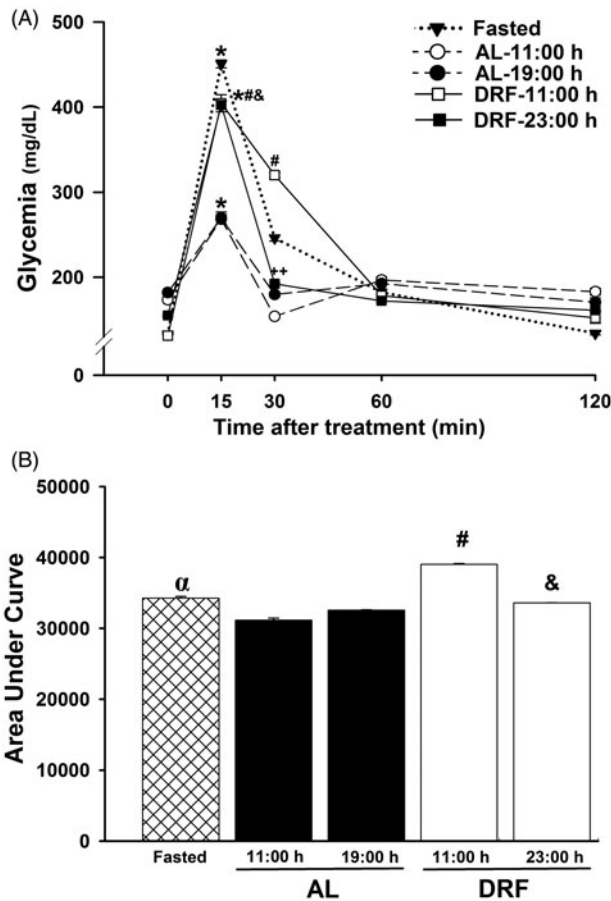 (A)
500
400
300
200
0
Glycemia (mg/dL)
*
*#&
#
*
++
Fasted
AL-11:00 h
AL-19:00 h
DRF-11:00 h
DRF-23:00 h
0 15 30 60 120
Time after treatment (min)
(B)
50000
40000
30000
20000
10000
0
Area Under Curve
α
#
&
Fasted 11:00 h 19:00 h 11:00 h 23:00 h
AL DRF